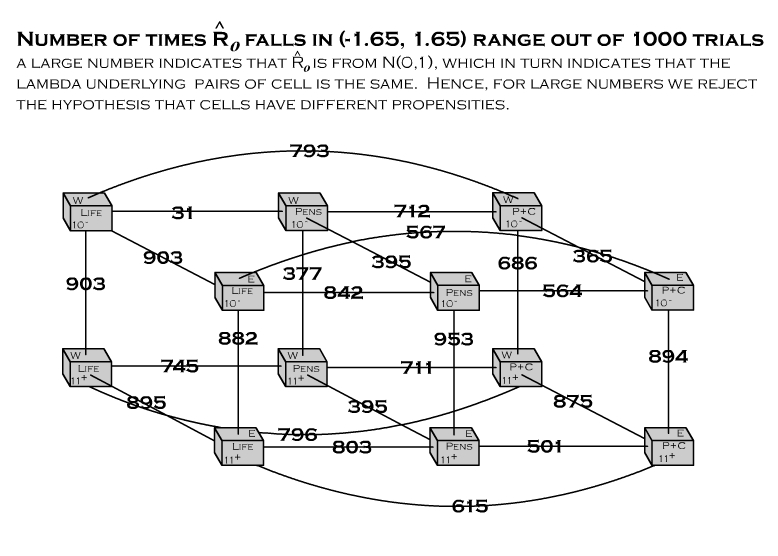 NUMBER OF TIMES R̂₀ FALLS IN (-1.65, 1.65) RANGE OUT OF 1000 TRIALS
A LARGE NUMBER INDICATES THAT R̂₀ IS FROM N(0,1), WHICH IN TURN INDICATES THAT THE
LAMBDA UNDERLYING PAIRS OF CELL IS THE SAME. HENCE, FOR LARGE NUMBERS WE REJECT
THE HYPOTHESIS THAT CELLS HAVE DIFFERENT PROPENSITIES.
793
W LIFE 10-
31
W PENS 10-
712
W P+C 10-
567
903
903
377
395
686
365
E LIFE 10-
842
E PENS 10-
564
E P+C 10-
882
953
894
W LIFE 11+
745
W PENS 11+
711
W P+C 11+
895
395
875
796
E LIFE 11+
803
E PENS 11+
501
E P+C 11+
615